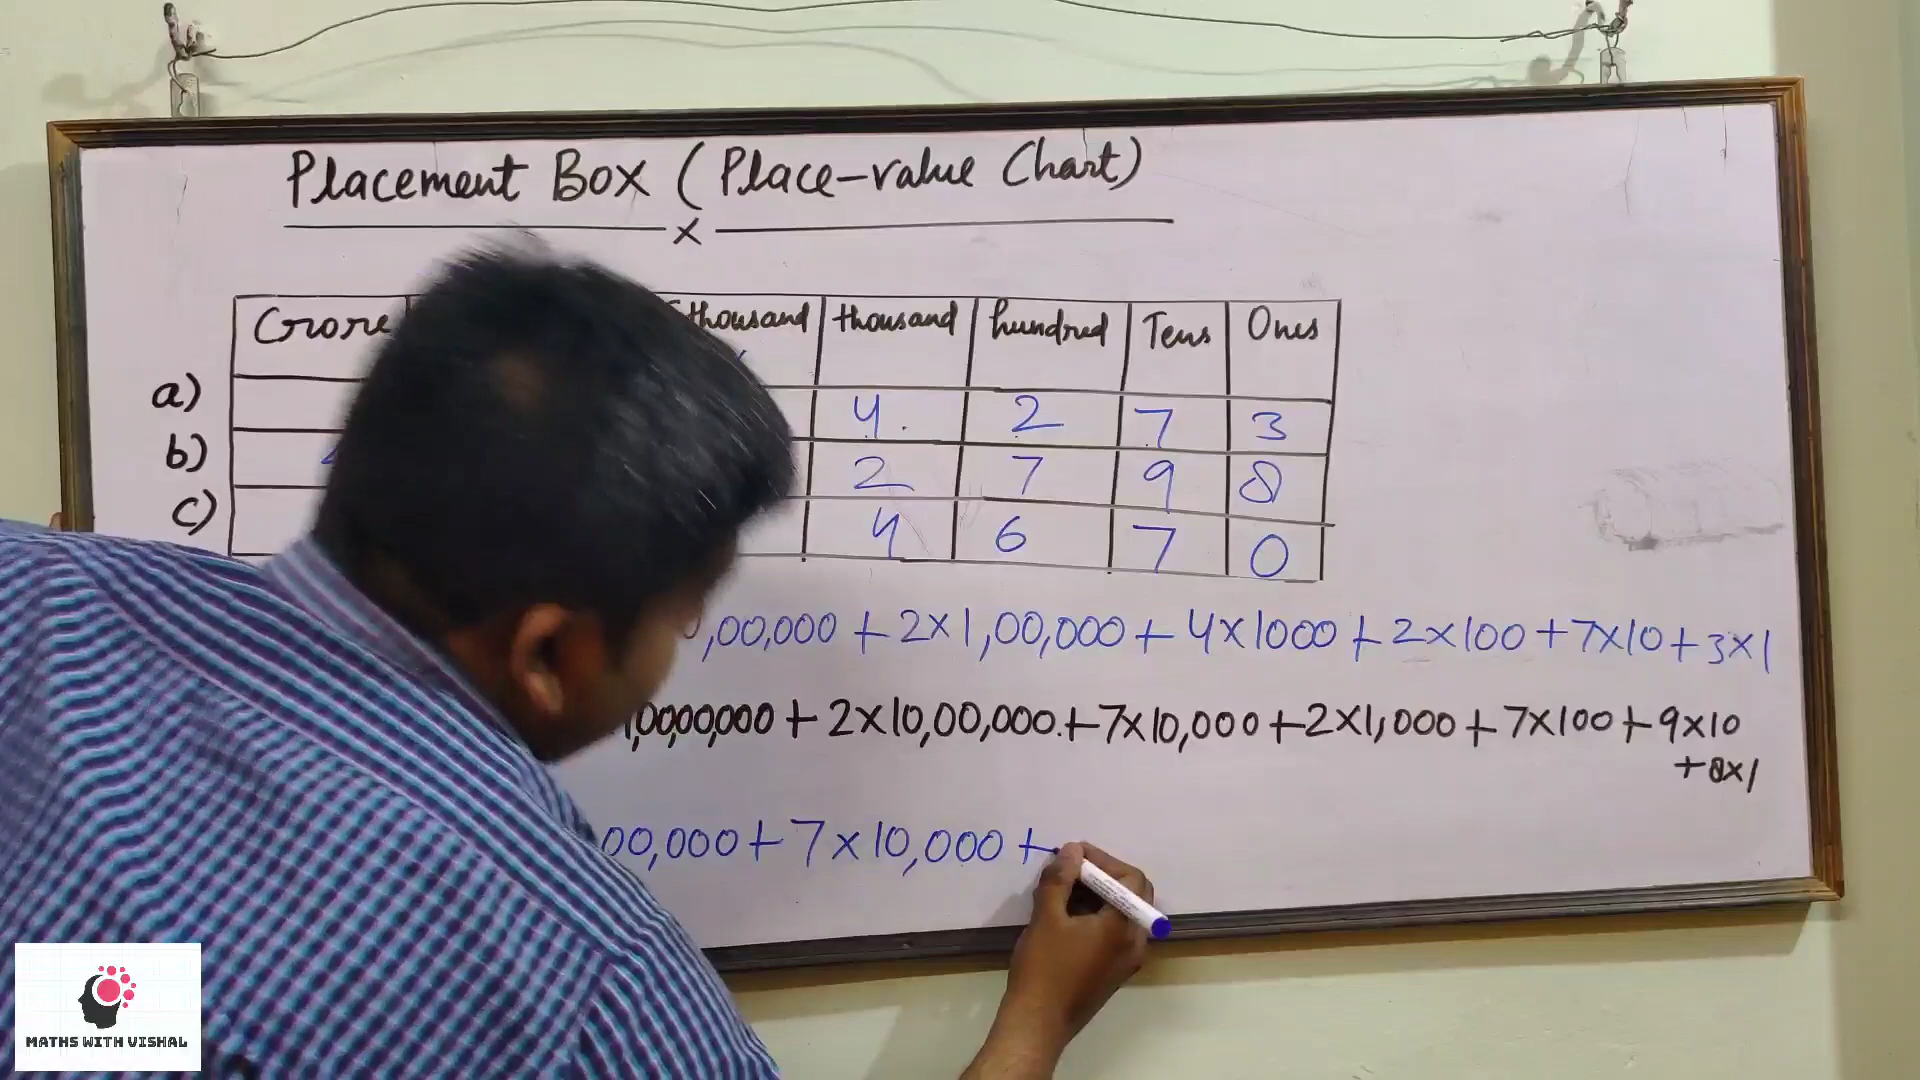 Placement Box (Place-value Chart)
x
Crore thousand thousand hundred Tens Ones
a) 4 2 7 3
b) 2 7 9 8
c) 4 6 7 0
,00,000 + 2×1,00,000 + 4×1000 + 2×100 + 7×10 + 3×1
+ 2×10,00,000 + 7×10,000 + 2×1,000 + 7×100 + 9×10
+ 8×1
00,000 + 7×10,000 +
MATHS WITH VISHAL